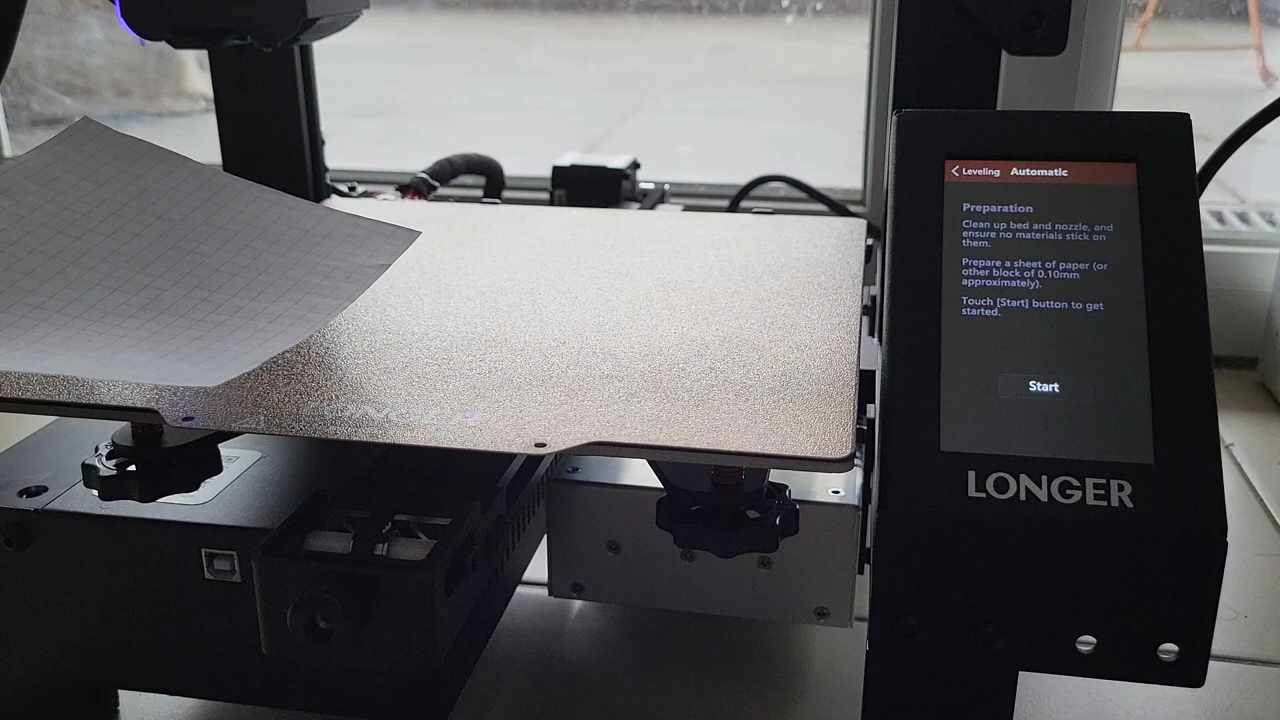 Leveling Automatic
Preparation
Clean up bed and nozzle, and
ensure no materials stick on
them.
Prepare a sheet of paper (or
other block of 0.10mm
approximately).
Touch [Start] button to get
started.
Start
LONGER